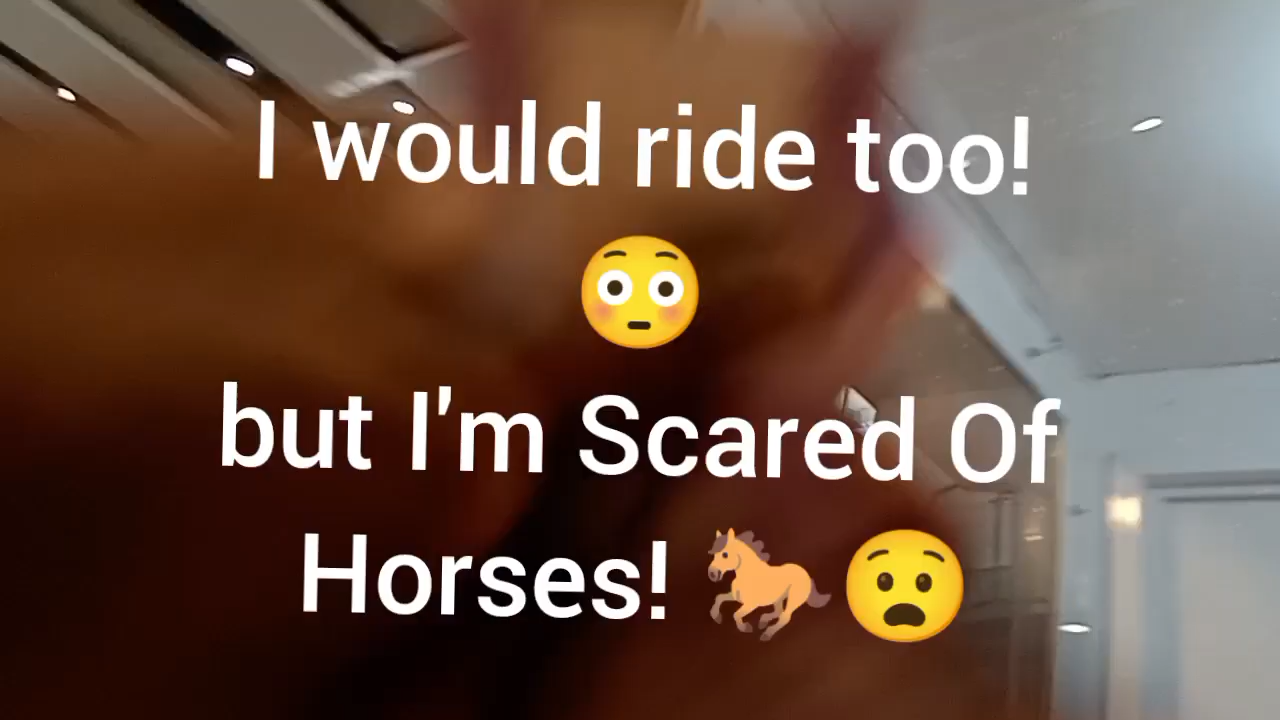 I would ride too!
😳
but I'm Scared Of
Horses! 🐎😧